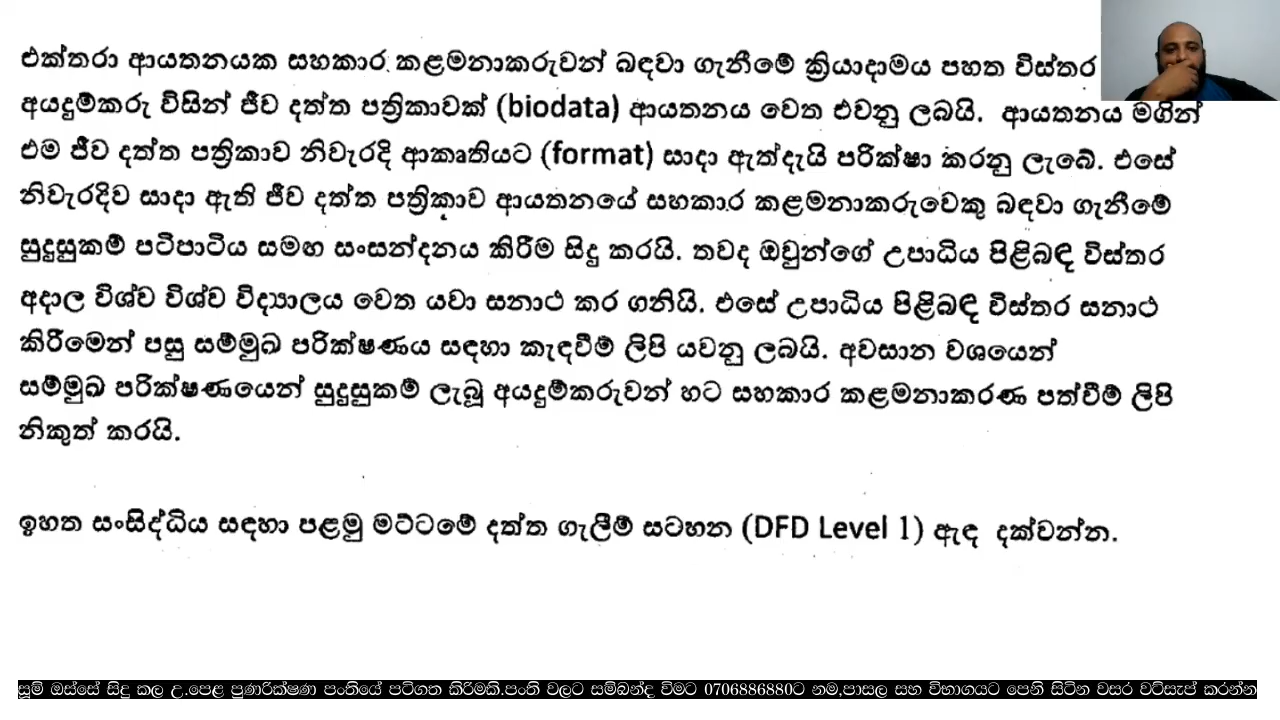 එක්තරා ආයතනයක සහකාර කළමනාකරුවන් බඳවා ගැනීමේ ක්‍රියාදාමය පහත විස්තර
අයදුම්කරු විසින් ජීව දත්ත පත්‍රිකාවක් (biodata) ආයතනය වෙත එවනු ලබයි. ආයතනය මගින්
එම ජීව දත්ත පත්‍රිකාව නිවැරදි ආකෘතියට (format) සාදා ඇත්දැයි පරීක්ෂා කරනු ලැබේ. එසේ
නිවැරදිව සාදා ඇති ජීව දත්ත පත්‍රිකාව ආයතනයේ සහකාර කළමනාකරුවෙකු බඳවා ගැනීමේ
සුදුසුකම් පටිපාටිය සමඟ සංසන්දනය කිරීම සිදු කරයි. තවද ඔවුන්ගේ උපාධිය පිළිබඳ විස්තර
අදාල විශ්ව විශ්ව විද්‍යාලය වෙත යවා සනාථ කර ගනියි. එසේ උපාධිය පිළිබඳ විස්තර සනාථ
කිරීමෙන් පසු සම්මුඛ පරික්ෂණය සඳහා කැඳවීම් ලිපි යවනු ලබයි. අවසාන වශයෙන්
සම්මුඛ පරික්ෂණයෙන් සුදුසුකම් ලැබූ අයදුම්කරුවන් හට සහකාර කළමනාකරණ පත්වීම් ලිපි
නිකුත් කරයි.
ඉහත සංසිද්ධිය සඳහා පළමු මට්ටමේ දත්ත ගැලීම් සටහන (DFD Level 1) ඇඳ දක්වන්න.
සූම් ඔස්සේ සිදු කල උ.පෙළ පුණරීක්ෂණ පංතියේ පටිගත කිරීමකි.පංති වලට සම්බන්ද වීමට 0706886880ට නම,පාසල සහ විභාගයට පෙනී සිටින වසර වට්සැප් කරන්න